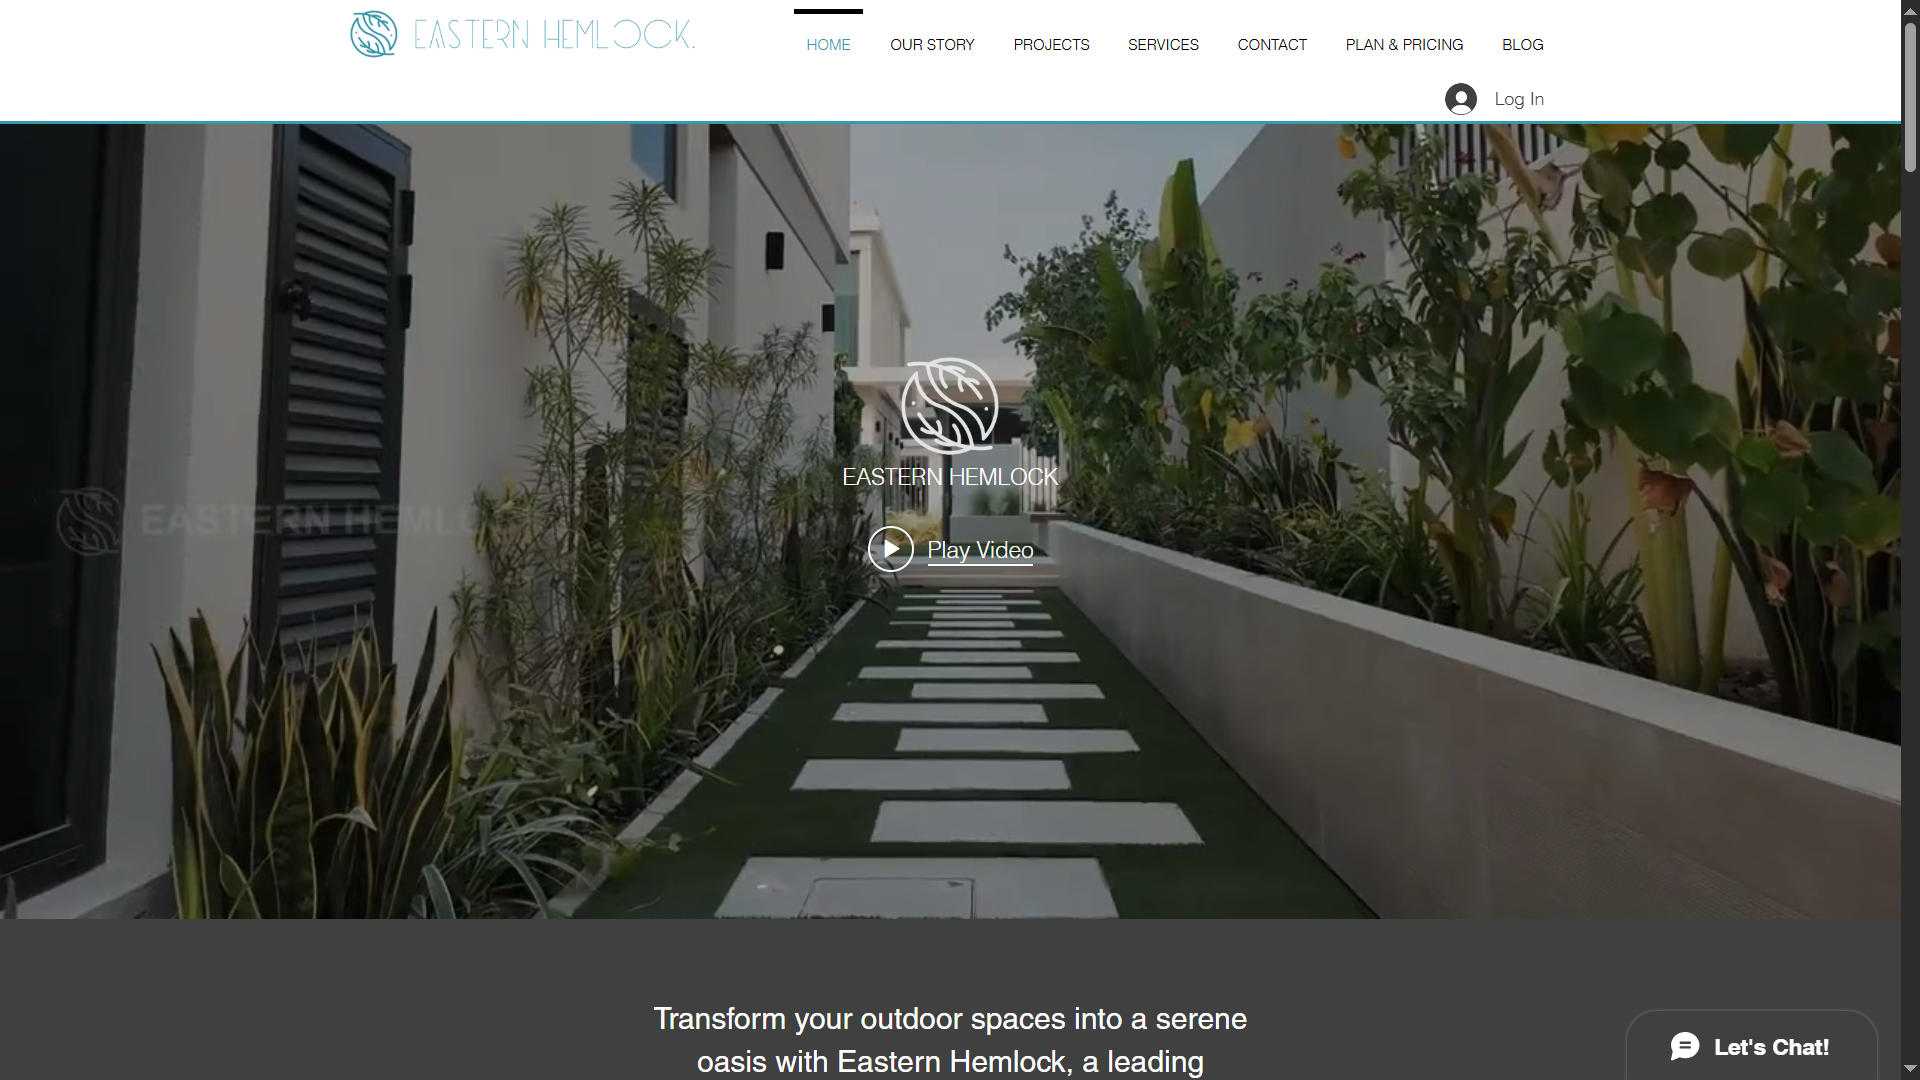 EASTERN HEMLOCK.
HOME OUR STORY PROJECTS SERVICES CONTACT PLAN & PRICING BLOG
Log In
EASTERN HEMLOCK
EASTERN HEML
Play Video
Transform your outdoor spaces into a serene
oasis with Eastern Hemlock, a leading
Let's Chat!